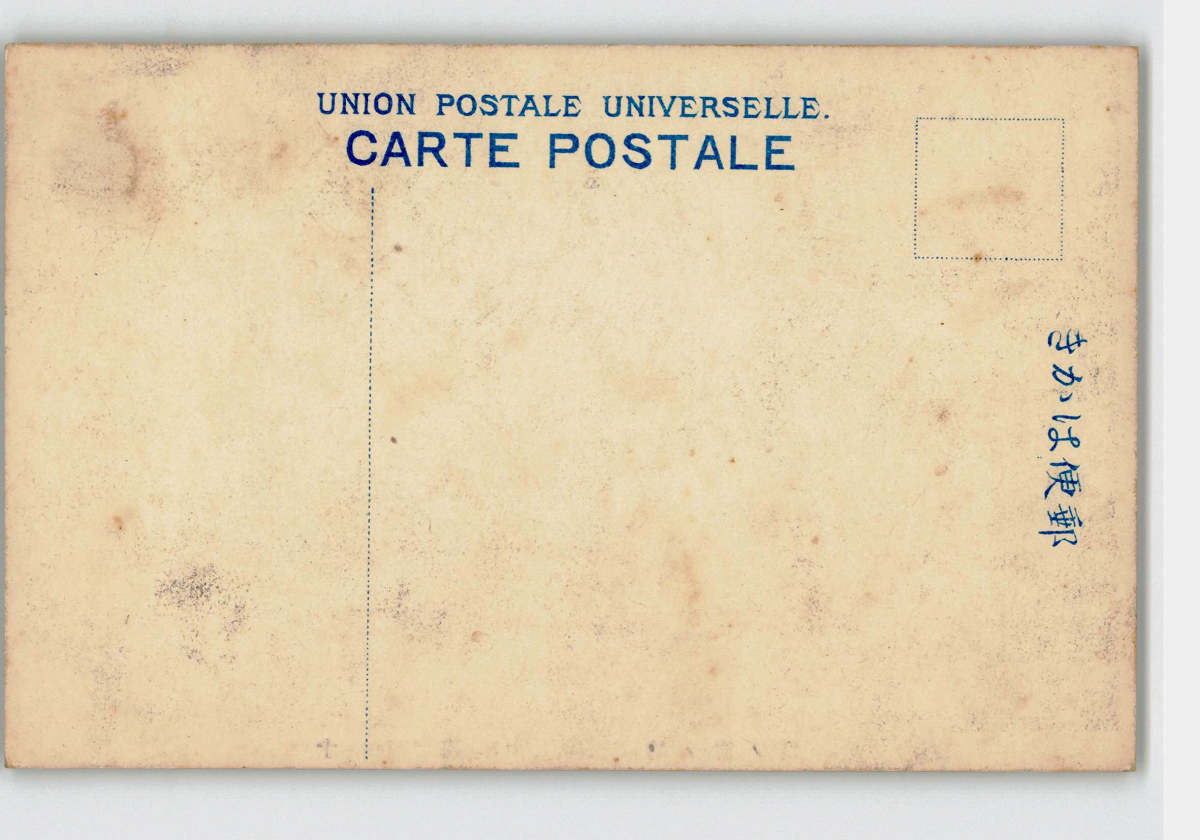 UNION POSTALE UNIVERSELLE.
CARTE POSTALE
きかは便郵